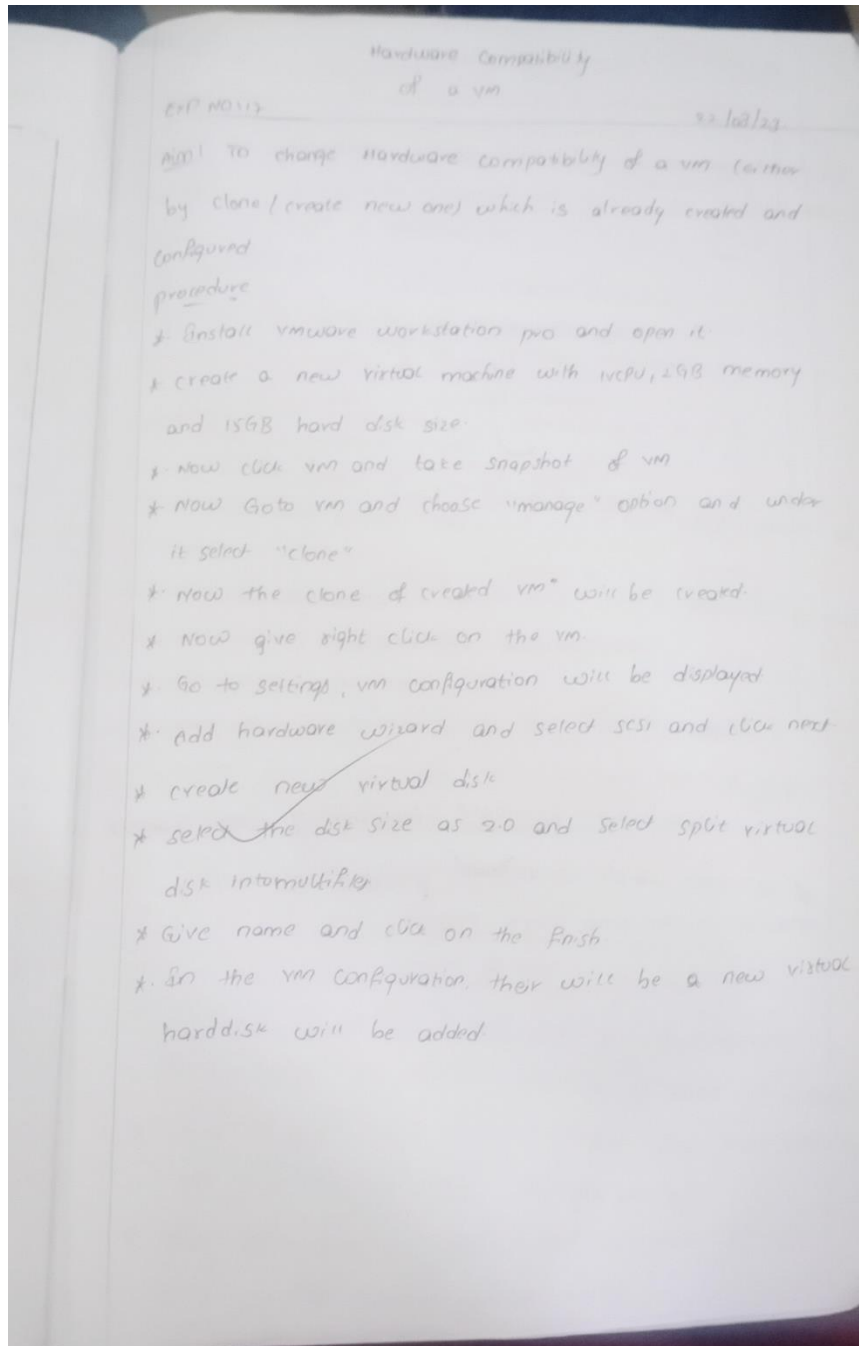 Hardware Compatibility
of a vm
EXP NO:17
Aim: To change Hardware compatibility of a vm (either
by clone / create new one) which is already created and
configured
procedure
* Install vmware workstation pro and open it.
* create a new virtual machine with 1vcpu, 2GB memory
and 15GB hard disk size.
* Now click vm and take snapshot of vm
* Now Goto vm and choose "manage" option and under
it select "clone"
* Now the clone of created vm" will be created.
* Now give right click on the vm.
* Go to settings, vm configuration will be displayed
* Add hardware wizard and select scsi and click next
* create new virtual disk
* select the disk size as 2.0 and select split virtual
disk
* Give name and click on the finish
* In the vm configuration, their will be a new virtual
harddisk will be added.